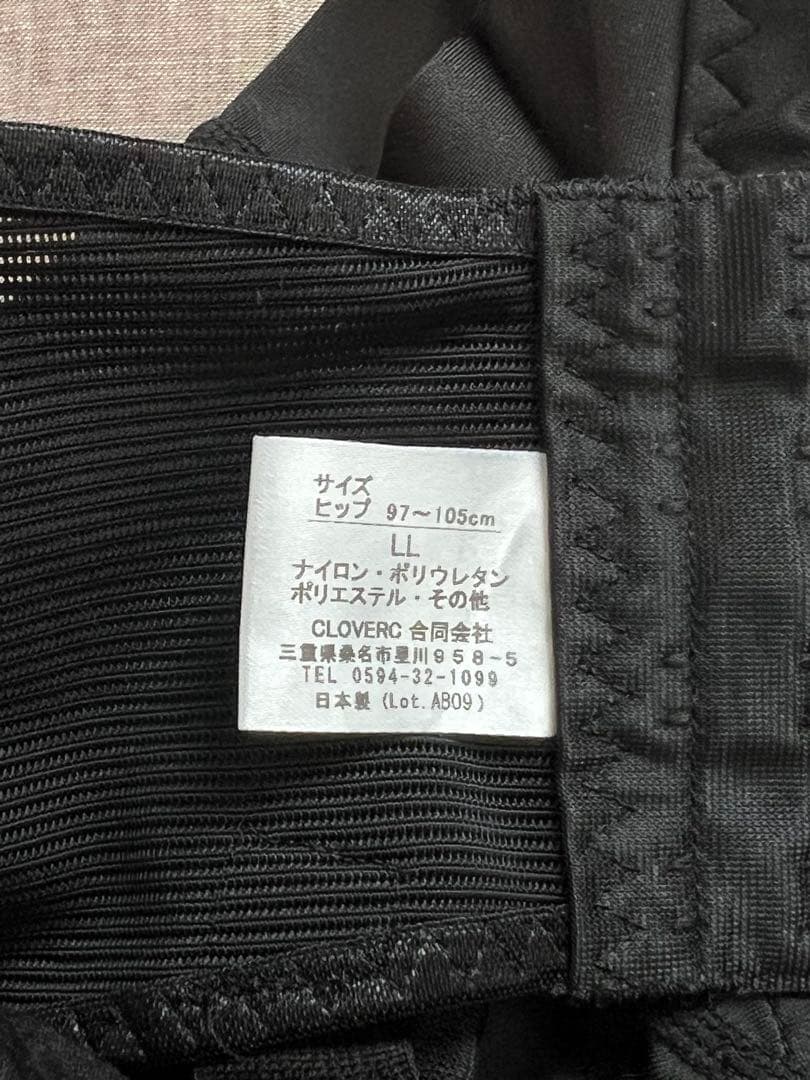 サイズ
ヒップ 97～105cm
LL
ナイロン・ポリウレタン
ポリエステル・その他
CLOVERC 合同会社
三重県桑名市星川958-5
TEL 0594-32-1099
日本製 (Lot.AB09)